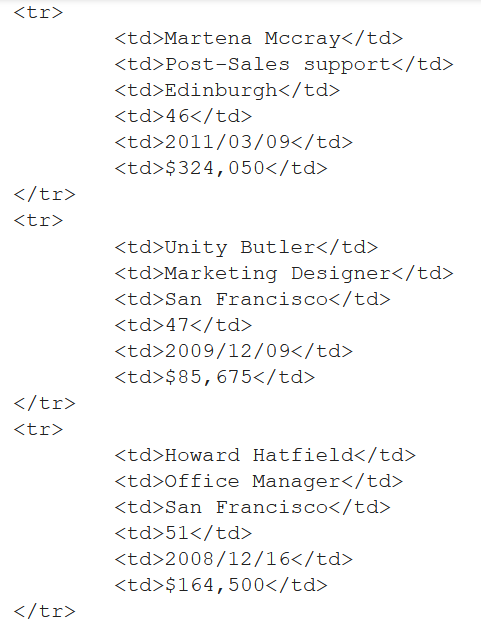 <tr>
<td>Martena Mccray</td>
<td>Post-Sales support</td>
<td>Edinburgh</td>
<td>46</td>
<td>2011/03/09</td>
<td>$324,050</td>
</tr>
<tr>
<td>Unity Butler</td>
<td>Marketing Designer</td>
<td>San Francisco</td>
<td>47</td>
<td>2009/12/09</td>
<td>$85,675</td>
</tr>
<tr>
<td>Howard Hatfield</td>
<td>Office Manager</td>
<td>San Francisco</td>
<td>51</td>
<td>2008/12/16</td>
<td>$164,500</td>
</tr>